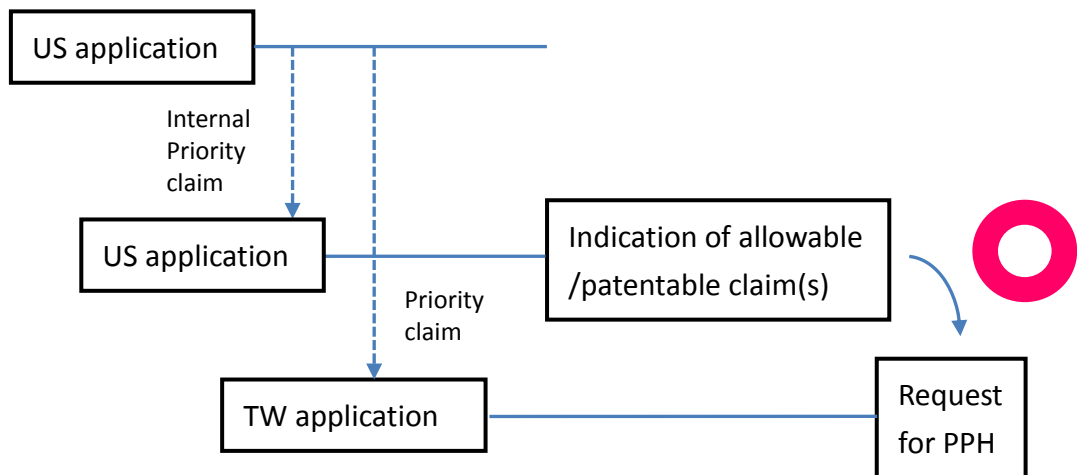 US application
Internal
Priority
claim
US application
Indication of allowable
/patentable claim(s)
Priority
claim
TW application
Request
for PPH